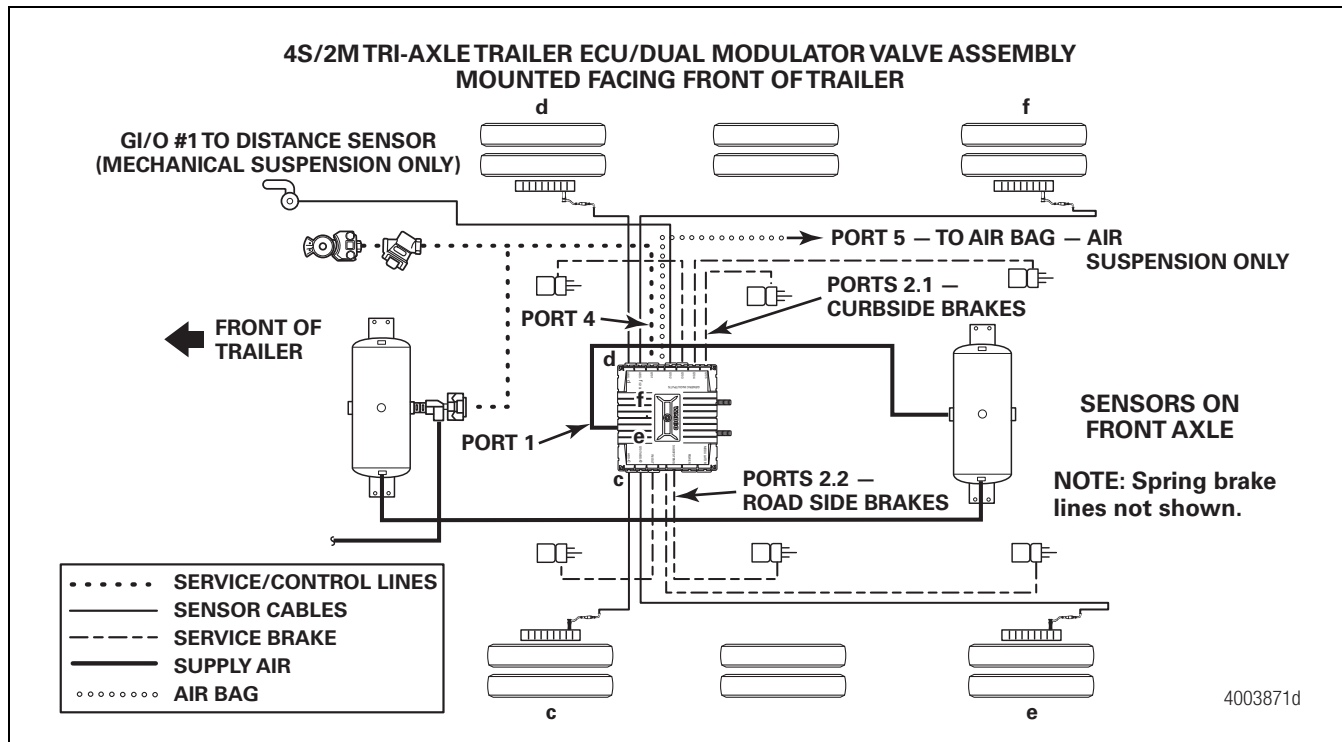 4S/2M TRI-AXLE TRAILER ECU/DUAL MODULATOR VALVE ASSEMBLY
MOUNTED FACING FRONT OF TRAILER
d
f
GI/O #1 TO DISTANCE SENSOR
(MECHANICAL SUSPENSION ONLY)
PORT 5 — TO AIR BAG — AIR
SUSPENSION ONLY
PORTS 2.1 —
CURBSIDE BRAKES
PORT 4
FRONT OF
TRAILER
d
f
e
c
PORT 1
SENSORS ON
FRONT AXLE
PORTS 2.2 —
ROAD SIDE BRAKES
NOTE: Spring brake
lines not shown.
SERVICE/CONTROL LINES
SENSOR CABLES
SERVICE BRAKE
SUPPLY AIR
AIR BAG
c
e
4003871d